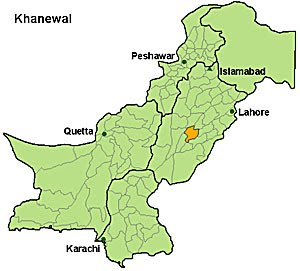 Khanewal
Peshawar
Islamabad
Lahore
Quetta
Karachi